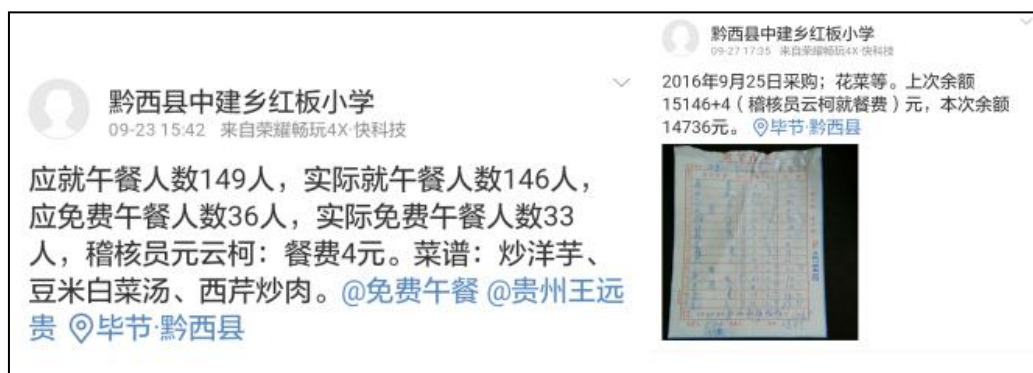 黔西县中建乡红板小学
09-23 15:42 来自荣耀畅玩4X·快科技
应就午餐人数149人，实际就午餐人数146人，
应免费午餐人数36人，实际免费午餐人数33
人，稽核员元云柯：餐费4元。菜谱：炒洋芋、
豆米白菜汤、西芹炒肉。@免费午餐 @贵州王远
贵 毕节·黔西县
黔西县中建乡红板小学
09-27 17:35 来自荣耀畅玩4X·快科技
2016年9月25日采购；花菜等。上次余额
15146+4（稽核员云柯就餐费）元，本次余额
14736元。 毕节·黔西县